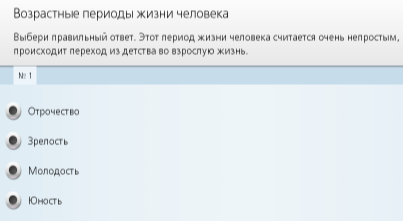 Возрастные периоды жизни человека
Выбери правильный ответ. Этот период жизни человека считается очень непростым,
происходит переход из детства во взрослую жизнь.
№ 1
Отрочество
Зрелость
Молодость
Юность